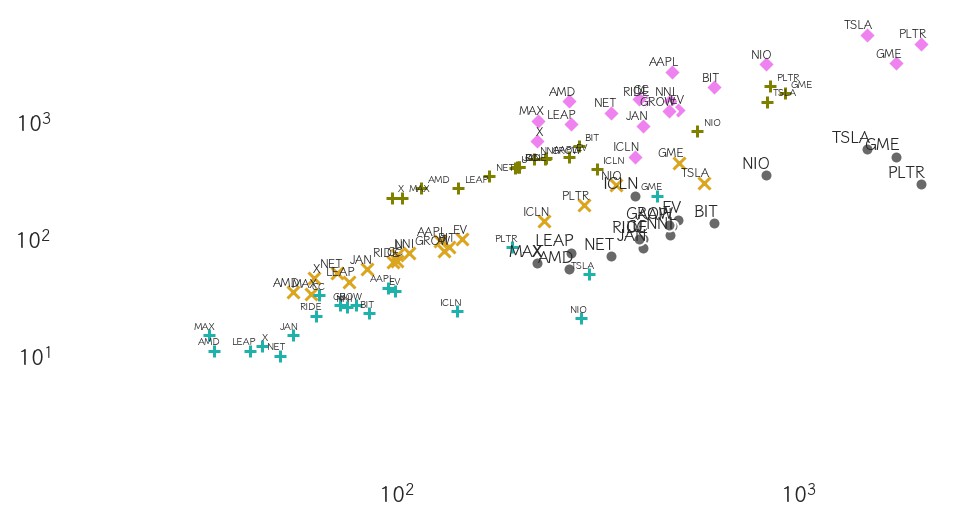 TSLA
PLTR
GME
NIO
AAPL
BIT
PLTR
GME
TSLA
AMD
RIDE
NNI
GROW
EV
NET
MAX
LEAP
JAN
X
10³
NIO
BIT
ICLN
ICLN
TSLA
GME
GME
NIO
PLTR
NET
LEAP
AMD
X
MAX
NIO
ICLN
GME
TSLA
PLTR
PLTR
ICLN
EV
BIT
EV
AAPL
GROW
NNI
RIDE
JAN
10²
PLTR
NET
LEAP
AMD
MAX
JAN
NET
LEAP
X
AMD
MAX
TSLA
AAPL
EV
BIT
RIDE
ICLN
NIO
MAX
JAN
AMD
LEAP
X
NET
10¹
10²
10³